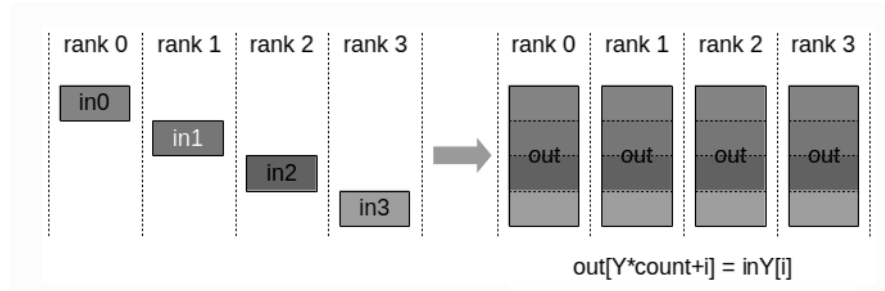 rank 0 rank 1 rank 2 rank 3 rank 0 rank 1 rank 2 rank 3
in0
in1
in2
in3
out out out out
out[Y*count+i] = inY[i]